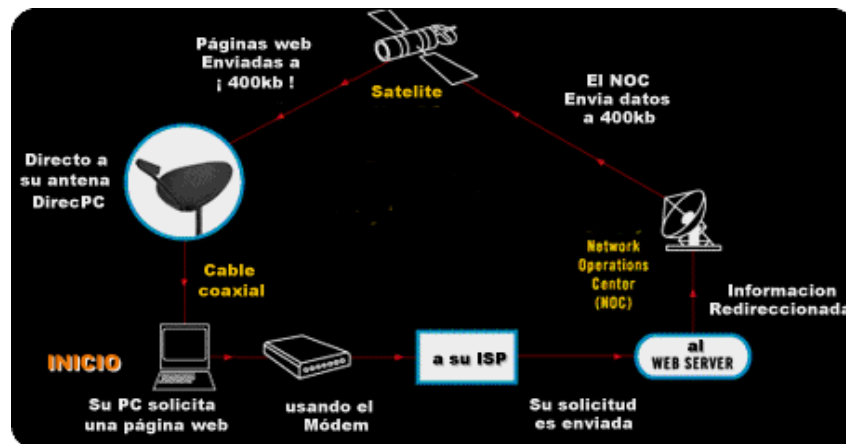 Páginas web
Enviadas a
¡ 400kb !
Satelite
El NOC
Envia datos
a 400kb
Directo a
su antena
DirecPC
Cable
coaxial
Network
Operations
Center
(NOC)
Informacion
Redireccionada
INICIO
a su ISP
al
WEB SERVER
Su PC solicita
una página web
usando el
Módem
Su solicitud
es enviada